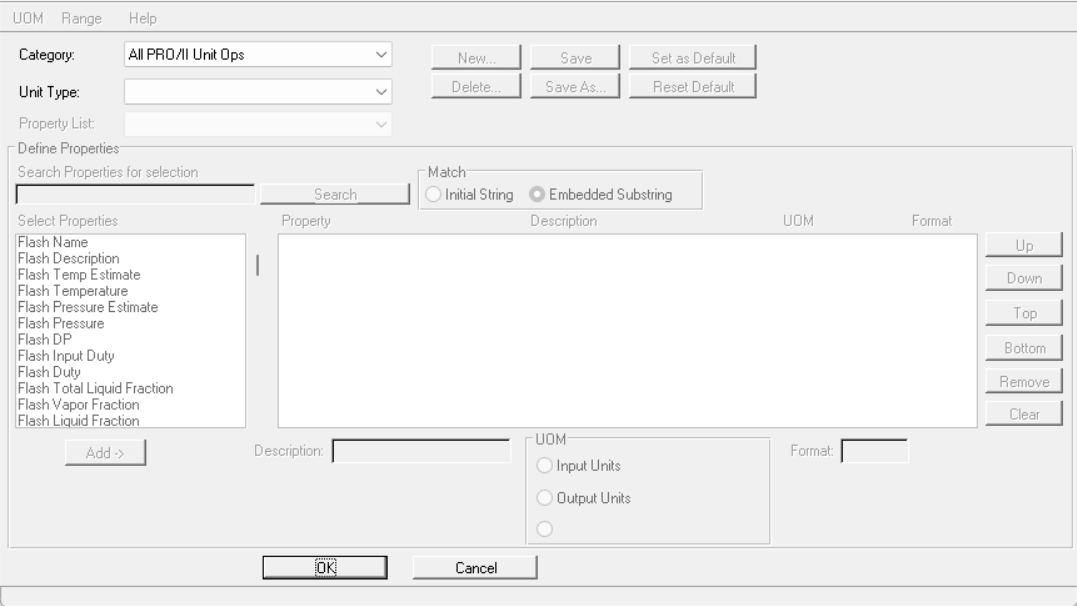 UOM Range Help
Category: All PRO/II Unit Ops New... Save Set as Default
Unit Type: Delete... Save As... Reset Default
Property List:
Define Properties
Search Properties for selection
Search
Match
Initial String Embedded Substring
Select Properties Property Description UOM Format
Flash Name
Flash Description
Flash Temp Estimate
Flash Temperature
Flash Pressure Estimate
Flash Pressure
Flash DP
Flash Input Duty
Flash Duty
Flash Total Liquid Fraction
Flash Vapor Fraction
Flash Liquid Fraction
Up
Down
Top
Bottom
Remove
Clear
Add ->
Description:
UOM
Input Units
Output Units
Format:
OK Cancel